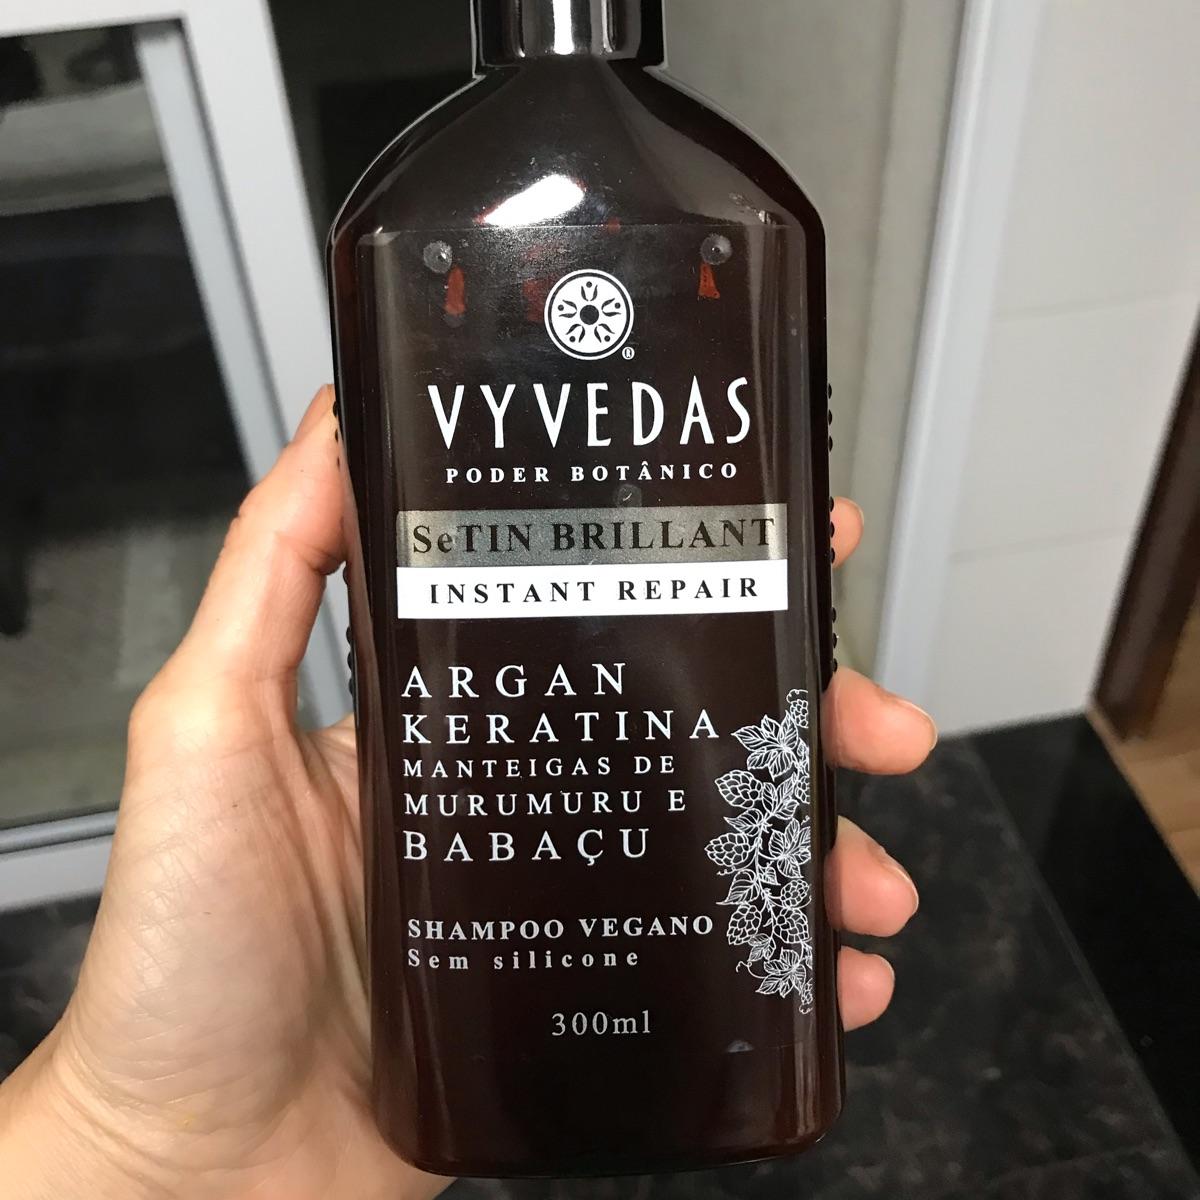 ®
VYVEDAS
PODER BOTÂNICO
SeTIN BRILLANT
INSTANT REPAIR
ARGAN
KERATINA
MANTEIGAS DE
MURUMURU E
BABAÇU
SHAMPOO VEGANO
Sem silicone
300ml